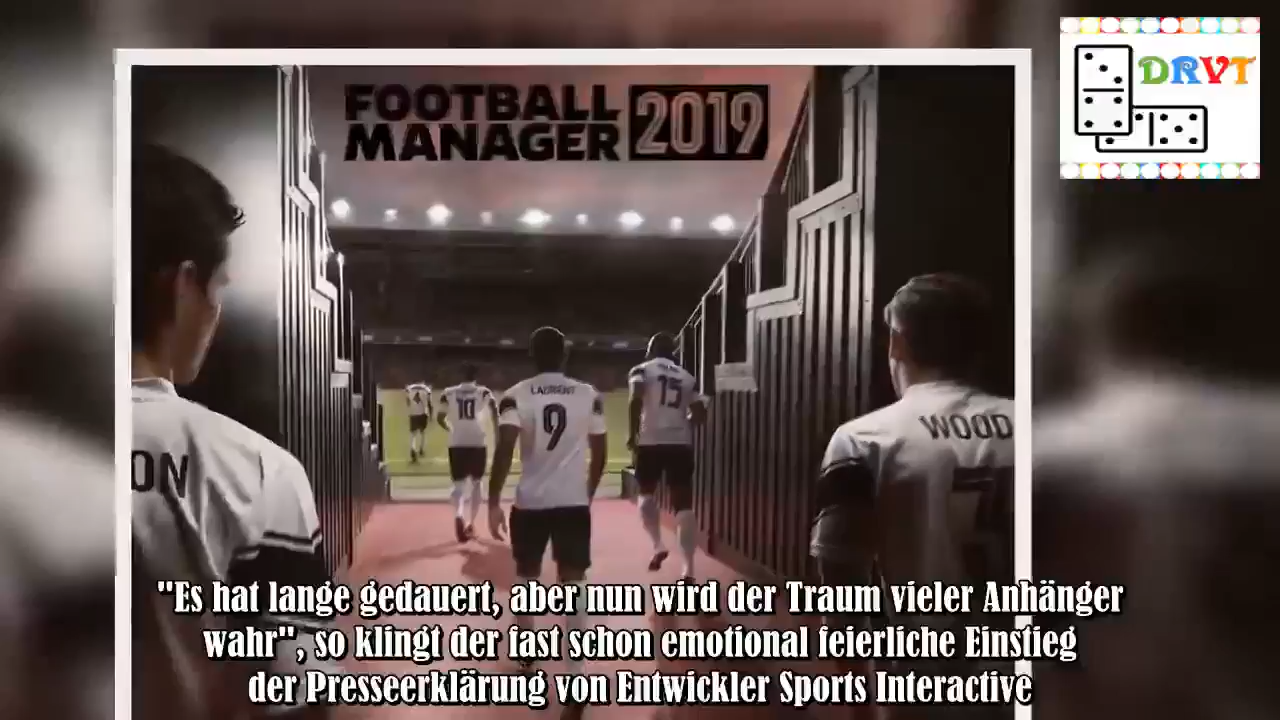 FOOTBALL
MANAGER 2019
DRVT
LAURENT
4
10
9
15
WOOD
ON
"Es hat lange gedauert, aber nun wird der Traum vieler Anhänger
wahr", so klingt der fast schon emotional feierliche Einstieg
der Presseerklärung von Entwickler Sports Interactive